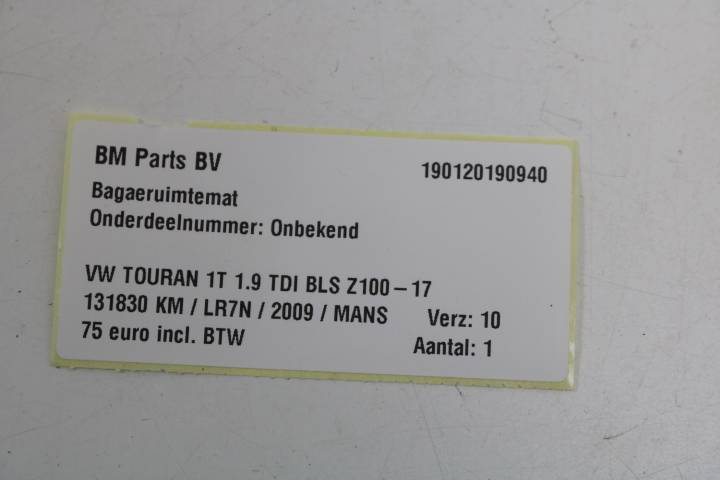 BM Parts BV 190120190940
Bagaeruimtemat
Onderdeelnummer: Onbekend
VW TOURAN 1T 1.9 TDI BLS Z100-17
131830 KM / LR7N / 2009 / MANS Verz: 10
75 euro incl. BTW Aantal: 1